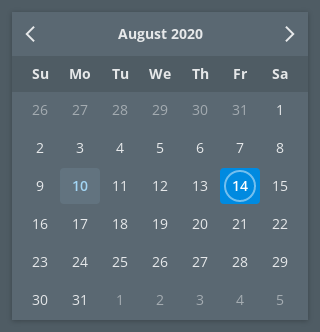 August 2020
Su Mo Tu We Th Fr Sa
26 27 28 29 30 31 1
2 3 4 5 6 7 8
9 10 11 12 13 14 15
16 17 18 19 20 21 22
23 24 25 26 27 28 29
30 31 1 2 3 4 5